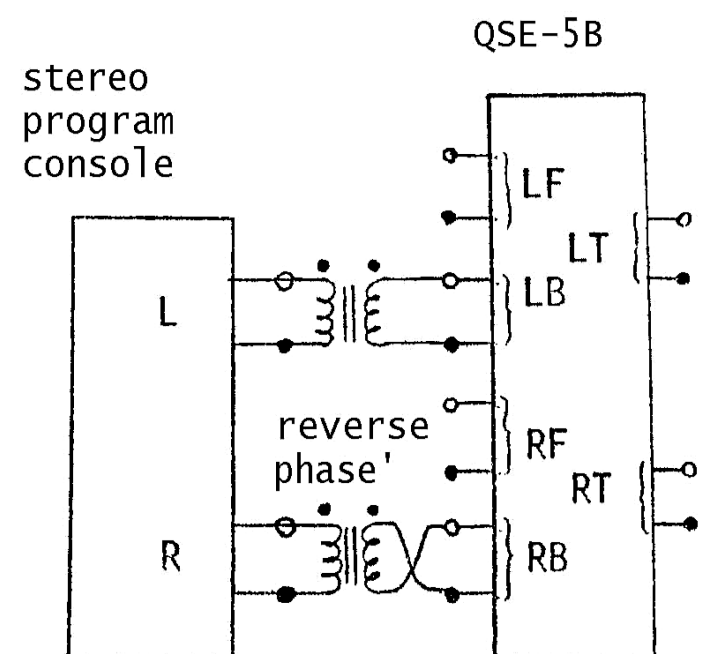 QSE-5B
stereo
program
console
LF
LT
L
LB
reverse
phase'
RF
RT
R
RB